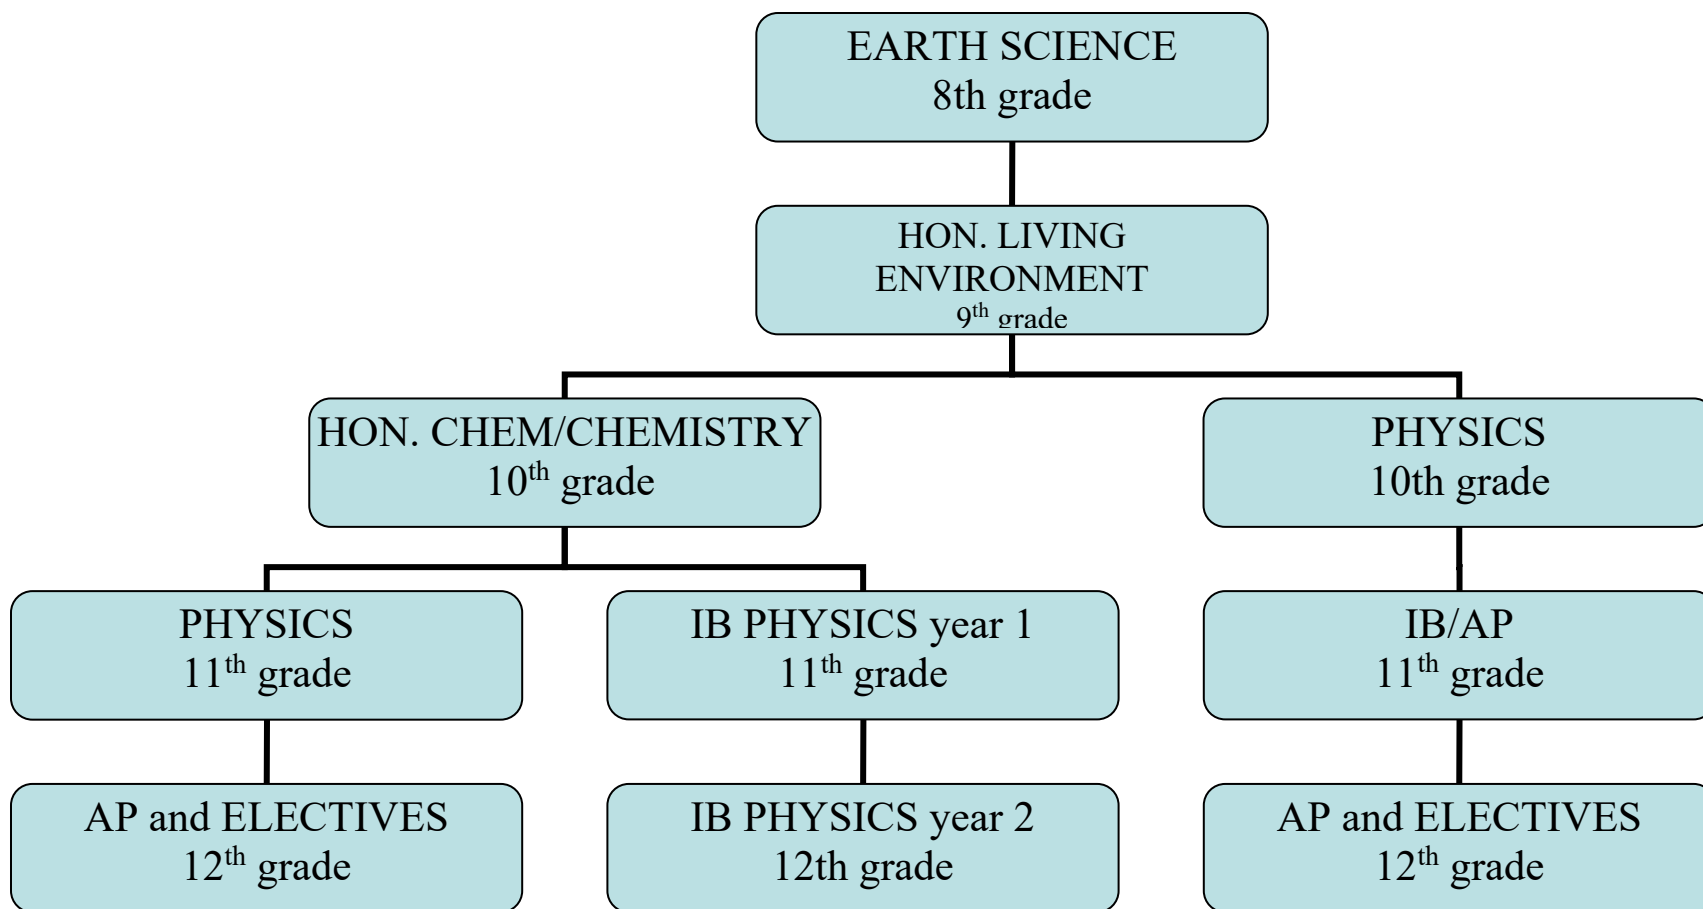 EARTH SCIENCE
8th grade
HON. LIVING
ENVIRONMENT
9th grade
HON. CHEM/CHEMISTRY
10th grade
PHYSICS
10th grade
PHYSICS
11th grade
IB PHYSICS year 1
11th grade
IB/AP
11th grade
AP and ELECTIVES
12th grade
IB PHYSICS year 2
12th grade
AP and ELECTIVES
12th grade